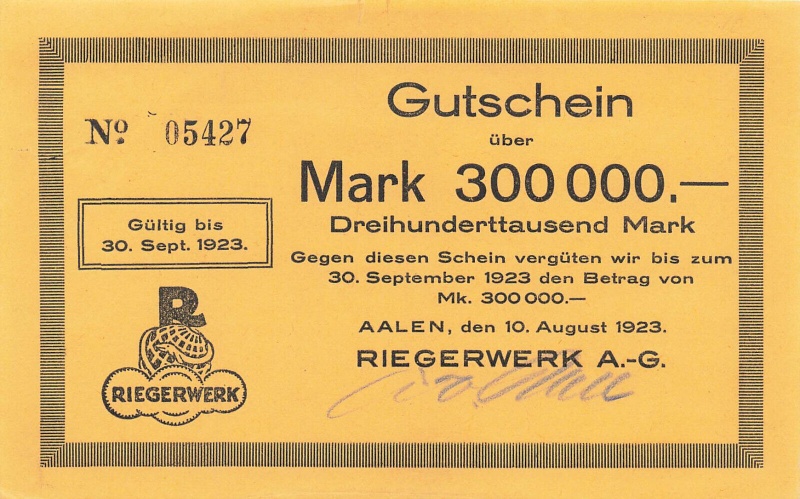 Nº 05427
Gültig bis
30. Sept. 1923.
R
RIEGERWERK
Gutschein
über
Mark 300 000.—
Dreihunderttausend Mark
Gegen diesen Schein vergüten wir bis zum
30. September 1923 den Betrag von
Mk. 300 000.—
AALEN, den 10. August 1923.
RIEGERWERK A.-G.